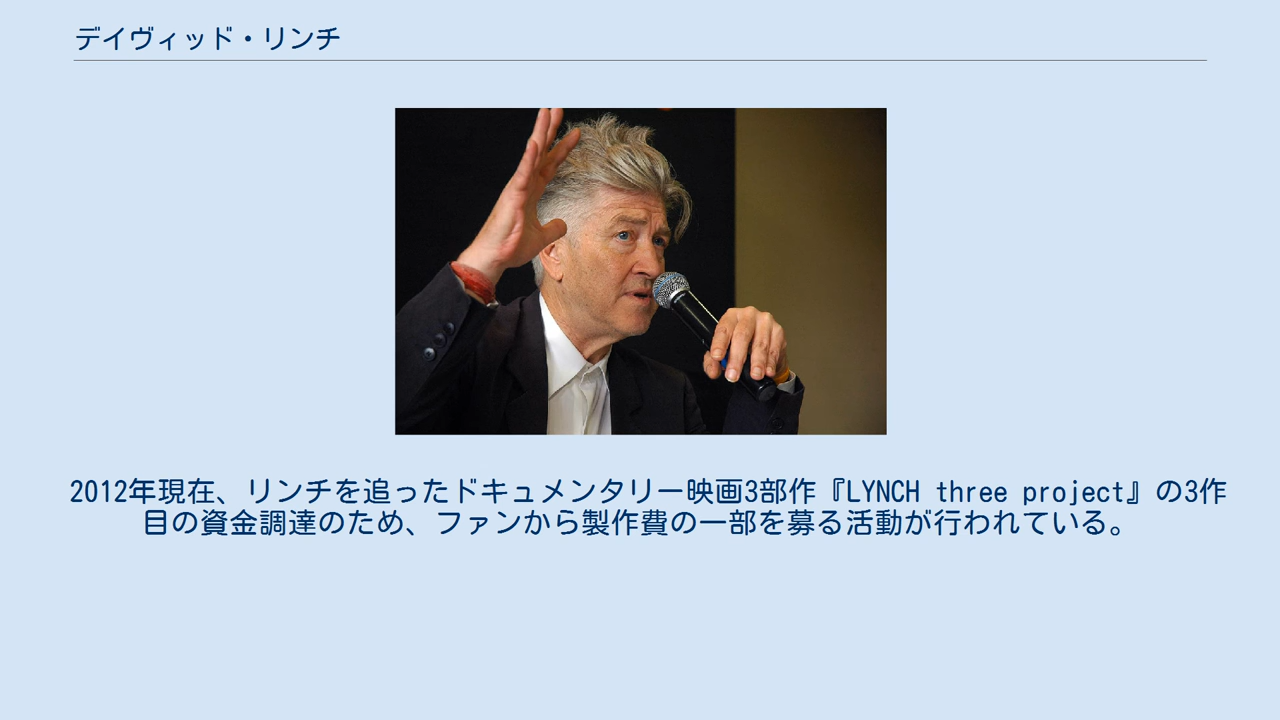 デイヴィッド・リンチ
2012年現在、リンチを追ったドキュメンタリー映画3部作『LYNCH three project』の3作
目の資金調達のため、ファンから製作費の一部を募る活動が行われている。